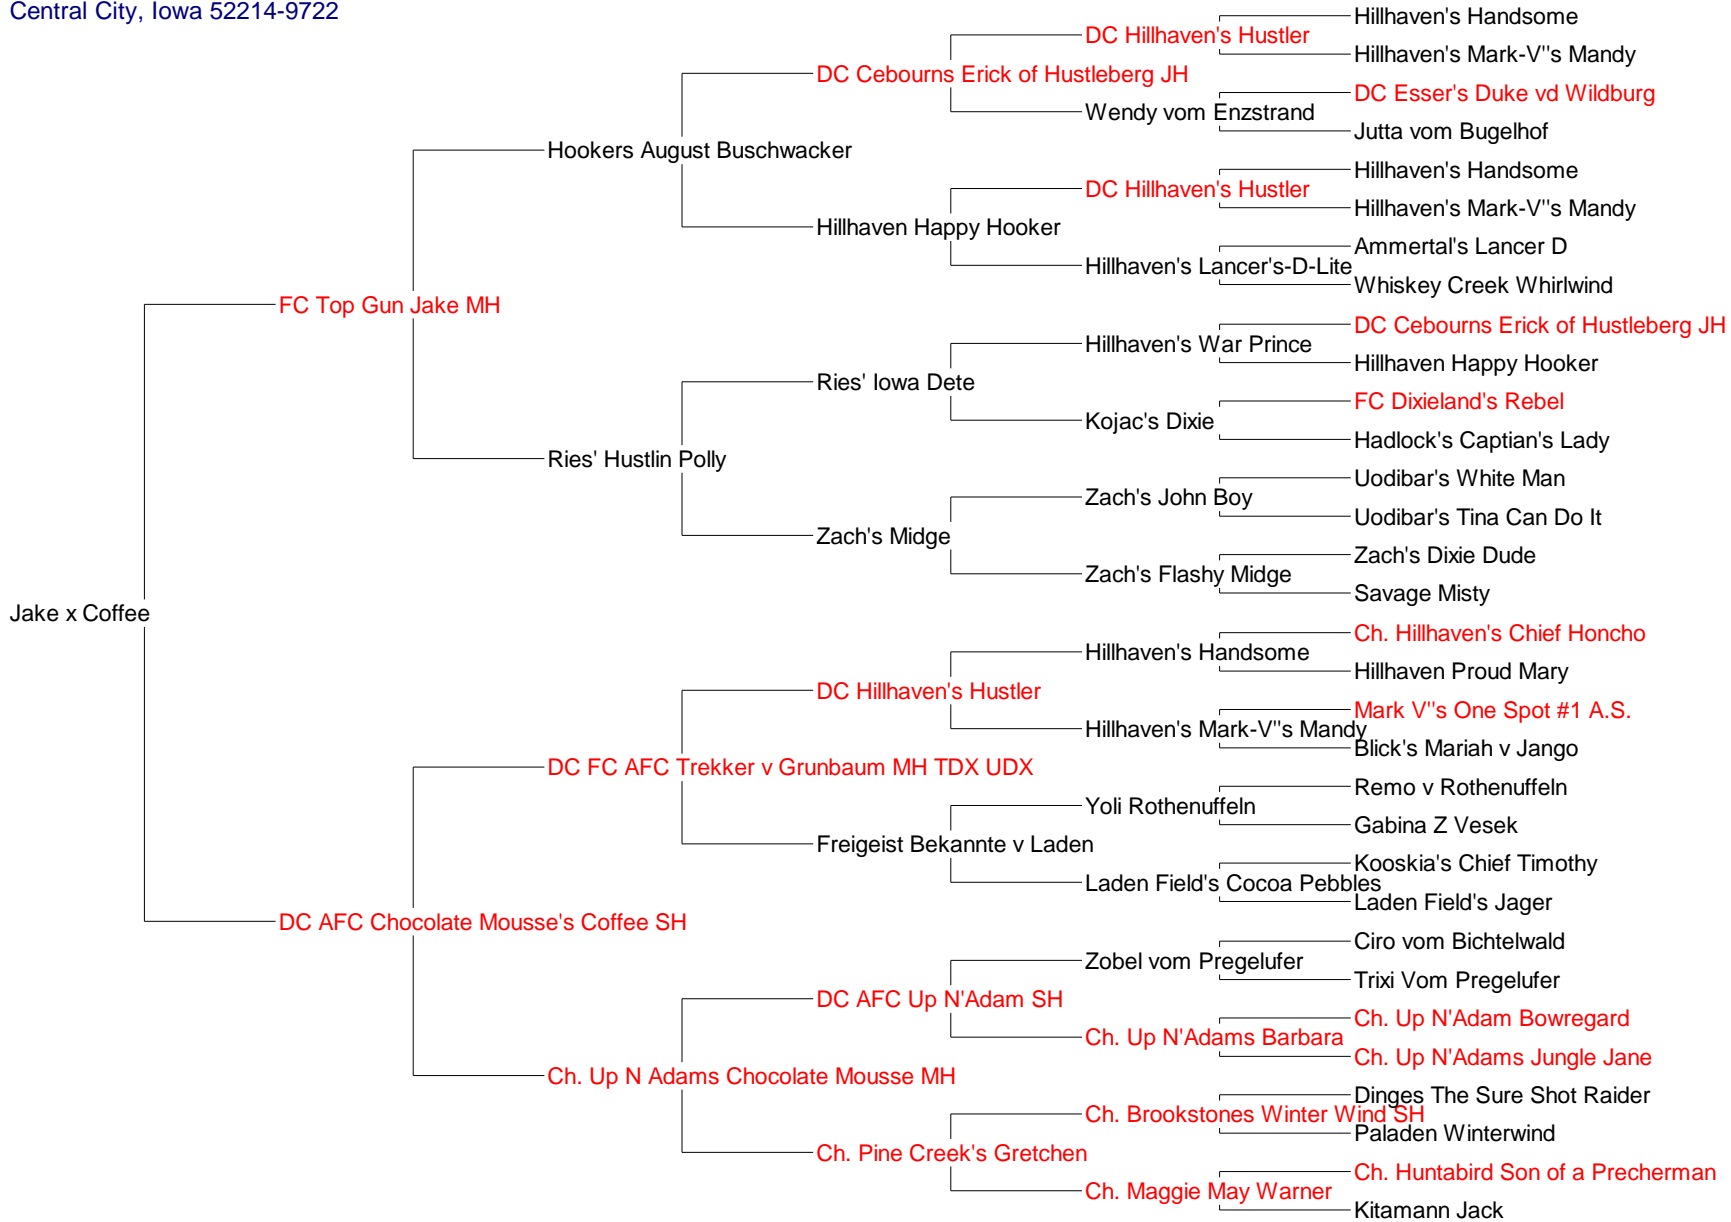 Central City, Iowa 52214-9722
Hillhaven's Handsome
DC Hillhaven's Hustler
Hillhaven's Mark-V"s Mandy
DC Cebourns Erick of Hustleberg JH
DC Esser's Duke vd Wildburg
Wendy vom Enzstrand
Jutta vom Bugelhof
Hookers August Buschwacker
Hillhaven's Handsome
DC Hillhaven's Hustler
Hillhaven's Mark-V"s Mandy
Hillhaven Happy Hooker
Ammertal's Lancer D
Hillhaven's Lancer's-D-Lite
Whiskey Creek Whirlwind
FC Top Gun Jake MH
DC Cebourns Erick of Hustleberg JH
Hillhaven's War Prince
Hillhaven Happy Hooker
Ries' Iowa Dete
FC Dixieland's Rebel
Kojac's Dixie
Hadlock's Captian's Lady
Ries' Hustlin Polly
Uodibar's White Man
Zach's John Boy
Uodibar's Tina Can Do It
Zach's Midge
Zach's Dixie Dude
Zach's Flashy Midge
Savage Misty
Jake x Coffee
Ch. Hillhaven's Chief Honcho
Hillhaven's Handsome
Hillhaven Proud Mary
DC Hillhaven's Hustler
Mark V"s One Spot #1 A.S.
Hillhaven's Mark-V"s Mandy
Blick's Mariah v Jango
DC FC AFC Trekker v Grunbaum MH TDX UDX
Remo v Rothenuffeln
Yoli Rothenuffeln
Gabina Z Vesek
Freigeist Bekannte v Laden
Kooskia's Chief Timothy
Laden Field's Cocoa Pebbles
Laden Field's Jager
DC AFC Chocolate Mousse's Coffee SH
Ciro vom Bichtelwald
Zobel vom Pregelufer
Trixi Vom Pregelufer
DC AFC Up N'Adam SH
Ch. Up N'Adam Bowregard
Ch. Up N'Adams Barbara
Ch. Up N'Adams Jungle Jane
Ch. Up N Adams Chocolate Mousse MH
Dinges The Sure Shot Raider
Ch. Brookstones Winter Wind SH
Paladen Winterwind
Ch. Pine Creek's Gretchen
Ch. Huntabird Son of a Precherman
Ch. Maggie May Warner
Kitamann Jack